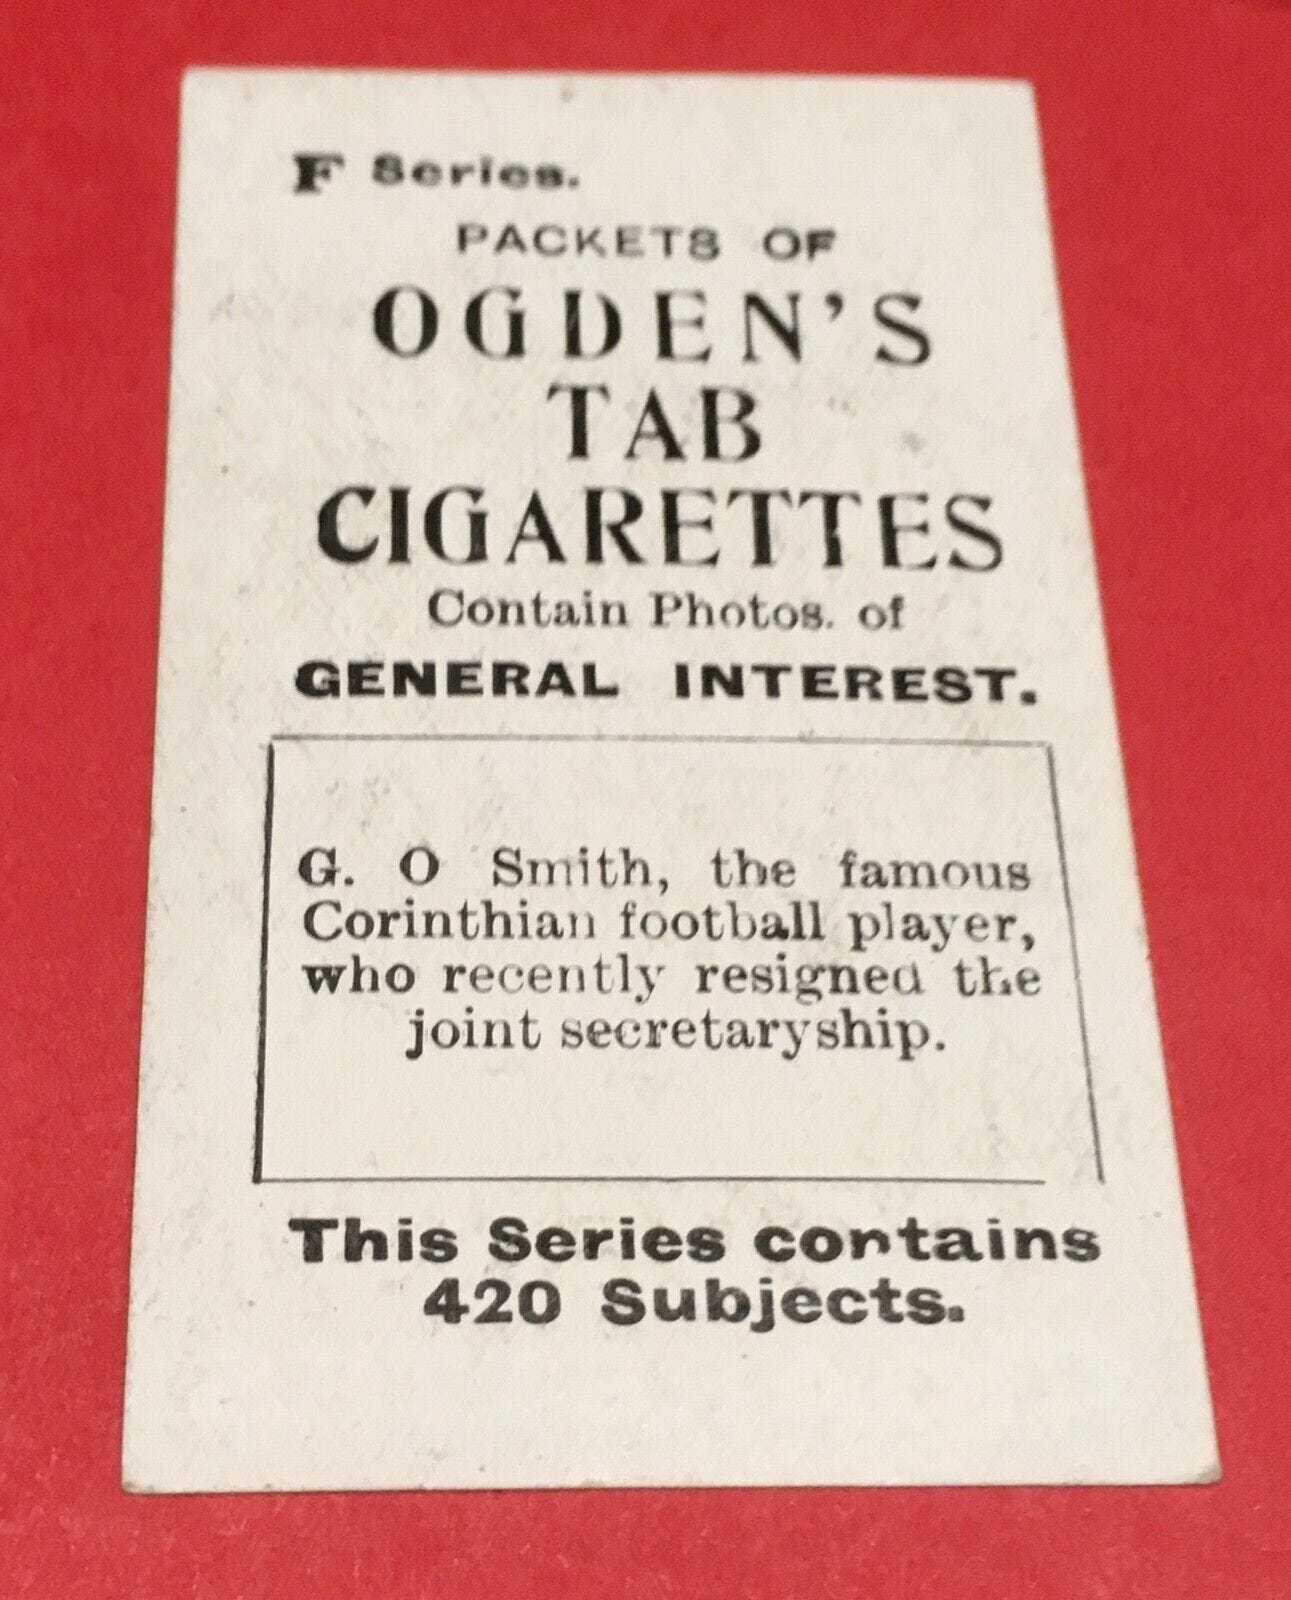 F Series.
PACKETS OF
OGDEN'S
TAB
CIGARETTES
Contain Photos. of
GENERAL INTEREST.
G. O Smith, the famous
Corinthian football player,
who recently resigned the
joint secretaryship.
This Series contains
420 Subjects.